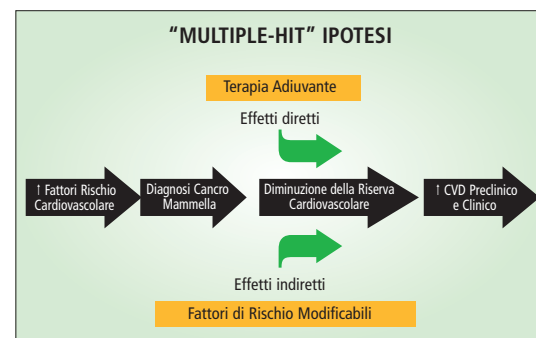 “MULTIPLE-HIT” IPOTESI
Terapia Adiuvante
Effetti diretti
↑ Fattori Rischio
Cardiovascolare
Diagnosi Cancro
Mammella
Diminuzione della Riserva
Cardiovascolare
↑ CVD Preclinico
e Clinico
Effetti indiretti
Fattori di Rischio Modificabili